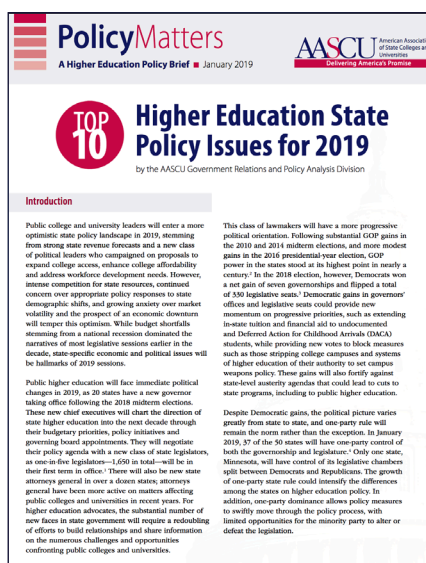 PolicyMatters
A Higher Education Policy Brief ■ January 2019
AASCU
American Associatio
of State Colleges an
Universities
Delivering America's Promise
TOP
10
Higher Education State
Policy Issues for 2019
by the AASCU Government Relations and Policy Analysis Division
Introduction
Public college and university leaders will enter a more
optimistic state policy landscape in 2019, stemming
from strong state revenue forecasts and a new class
of political leaders who campaigned on proposals to
expand college access, enhance college affordability
and address workforce development needs. However,
intense competition for state resources, continued
concern over appropriate policy responses to state
demographic shifts, and growing anxiety over market
volatility and the prospect of an economic downturn
will temper this optimism. While budget shortfalls
stemming from a national recession dominated the
narratives of most legislative sessions earlier in the
decade, state-specific economic and political issues will
be hallmarks of 2019 sessions.
Public higher education will face immediate political
changes in 2019, as 20 states have a new governor
taking office following the 2018 midterm elections.
These new chief executives will chart the direction of
state higher education into the next decade through
their budgetary priorities, policy initiatives and
governing board appointments. They will negotiate
their policy agenda with a new class of state legislators,
as one-in-five legislators—1,650 in total—will be in
their first term in office.¹ There will also be new state
attorneys general in over a dozen states; attorneys
general have been more active on matters affecting
public colleges and universities in recent years. For
higher education advocates, the substantial number of
new faces in state government will require a redoubling
of efforts to build relationships and share information
on the numerous challenges and opportunities
confronting public colleges and universities.
This class of lawmakers will have a more progressive
political orientation. Following substantial GOP gains in
the 2010 and 2014 midterm elections, and more modest
gains in the 2016 presidential-year election, GOP
power in the states stood at its highest point in nearly a
century.² In the 2018 election, however, Democrats won
a net gain of seven governorships and flipped a total
of 330 legislative seats.³ Democratic gains in governors'
offices and legislative seats could provide new
momentum on progressive priorities, such as extending
in-state tuition and financial aid to undocumented
and Deferred Action for Childhood Arrivals (DACA)
students, while providing new votes to block measures
such as those stripping college campuses and systems
of higher education of their authority to set campus
weapons policy. These gains will also fortify against
state-level austerity agendas that could lead to cuts to
state programs, including to public higher education.
Despite Democratic gains, the political picture varies
greatly from state to state, and one-party rule will
remain the norm rather than the exception. In January
2019, 37 of the 50 states will have one-party control of
both the governorship and legislature.⁴ Only one state,
Minnesota, will have control of its legislative chambers
split between Democrats and Republicans. The growth
of one-party state rule could intensify the differences
among the states on higher education policy. In
addition, one-party dominance allows policy measures
to swiftly move through the policy process, with
limited opportunities for the minority party to alter or
defeat the legislation.